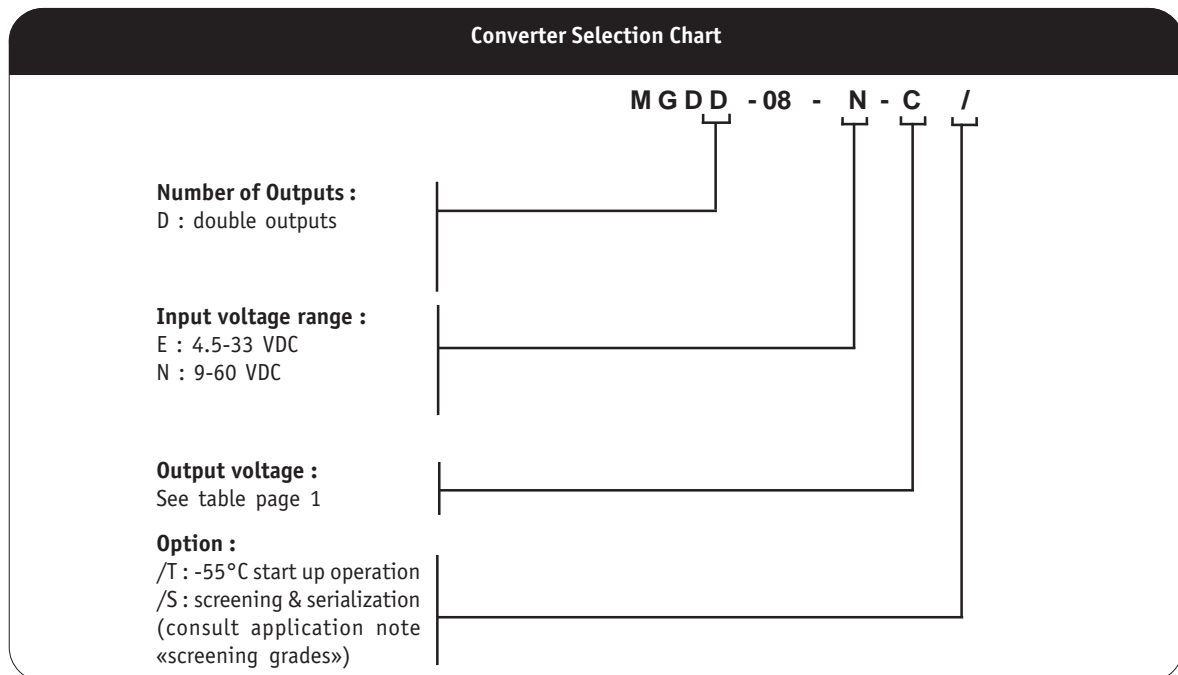 Converter Selection Chart
M G D D - 08 - N - C /
Number of Outputs :
D : double outputs
Input voltage range :
E : 4.5-33 VDC
N : 9-60 VDC
Output voltage :
See table page 1
Option :
/T : -55°C start up operation
/S : screening & serialization
(consult application note
«screening grades»)